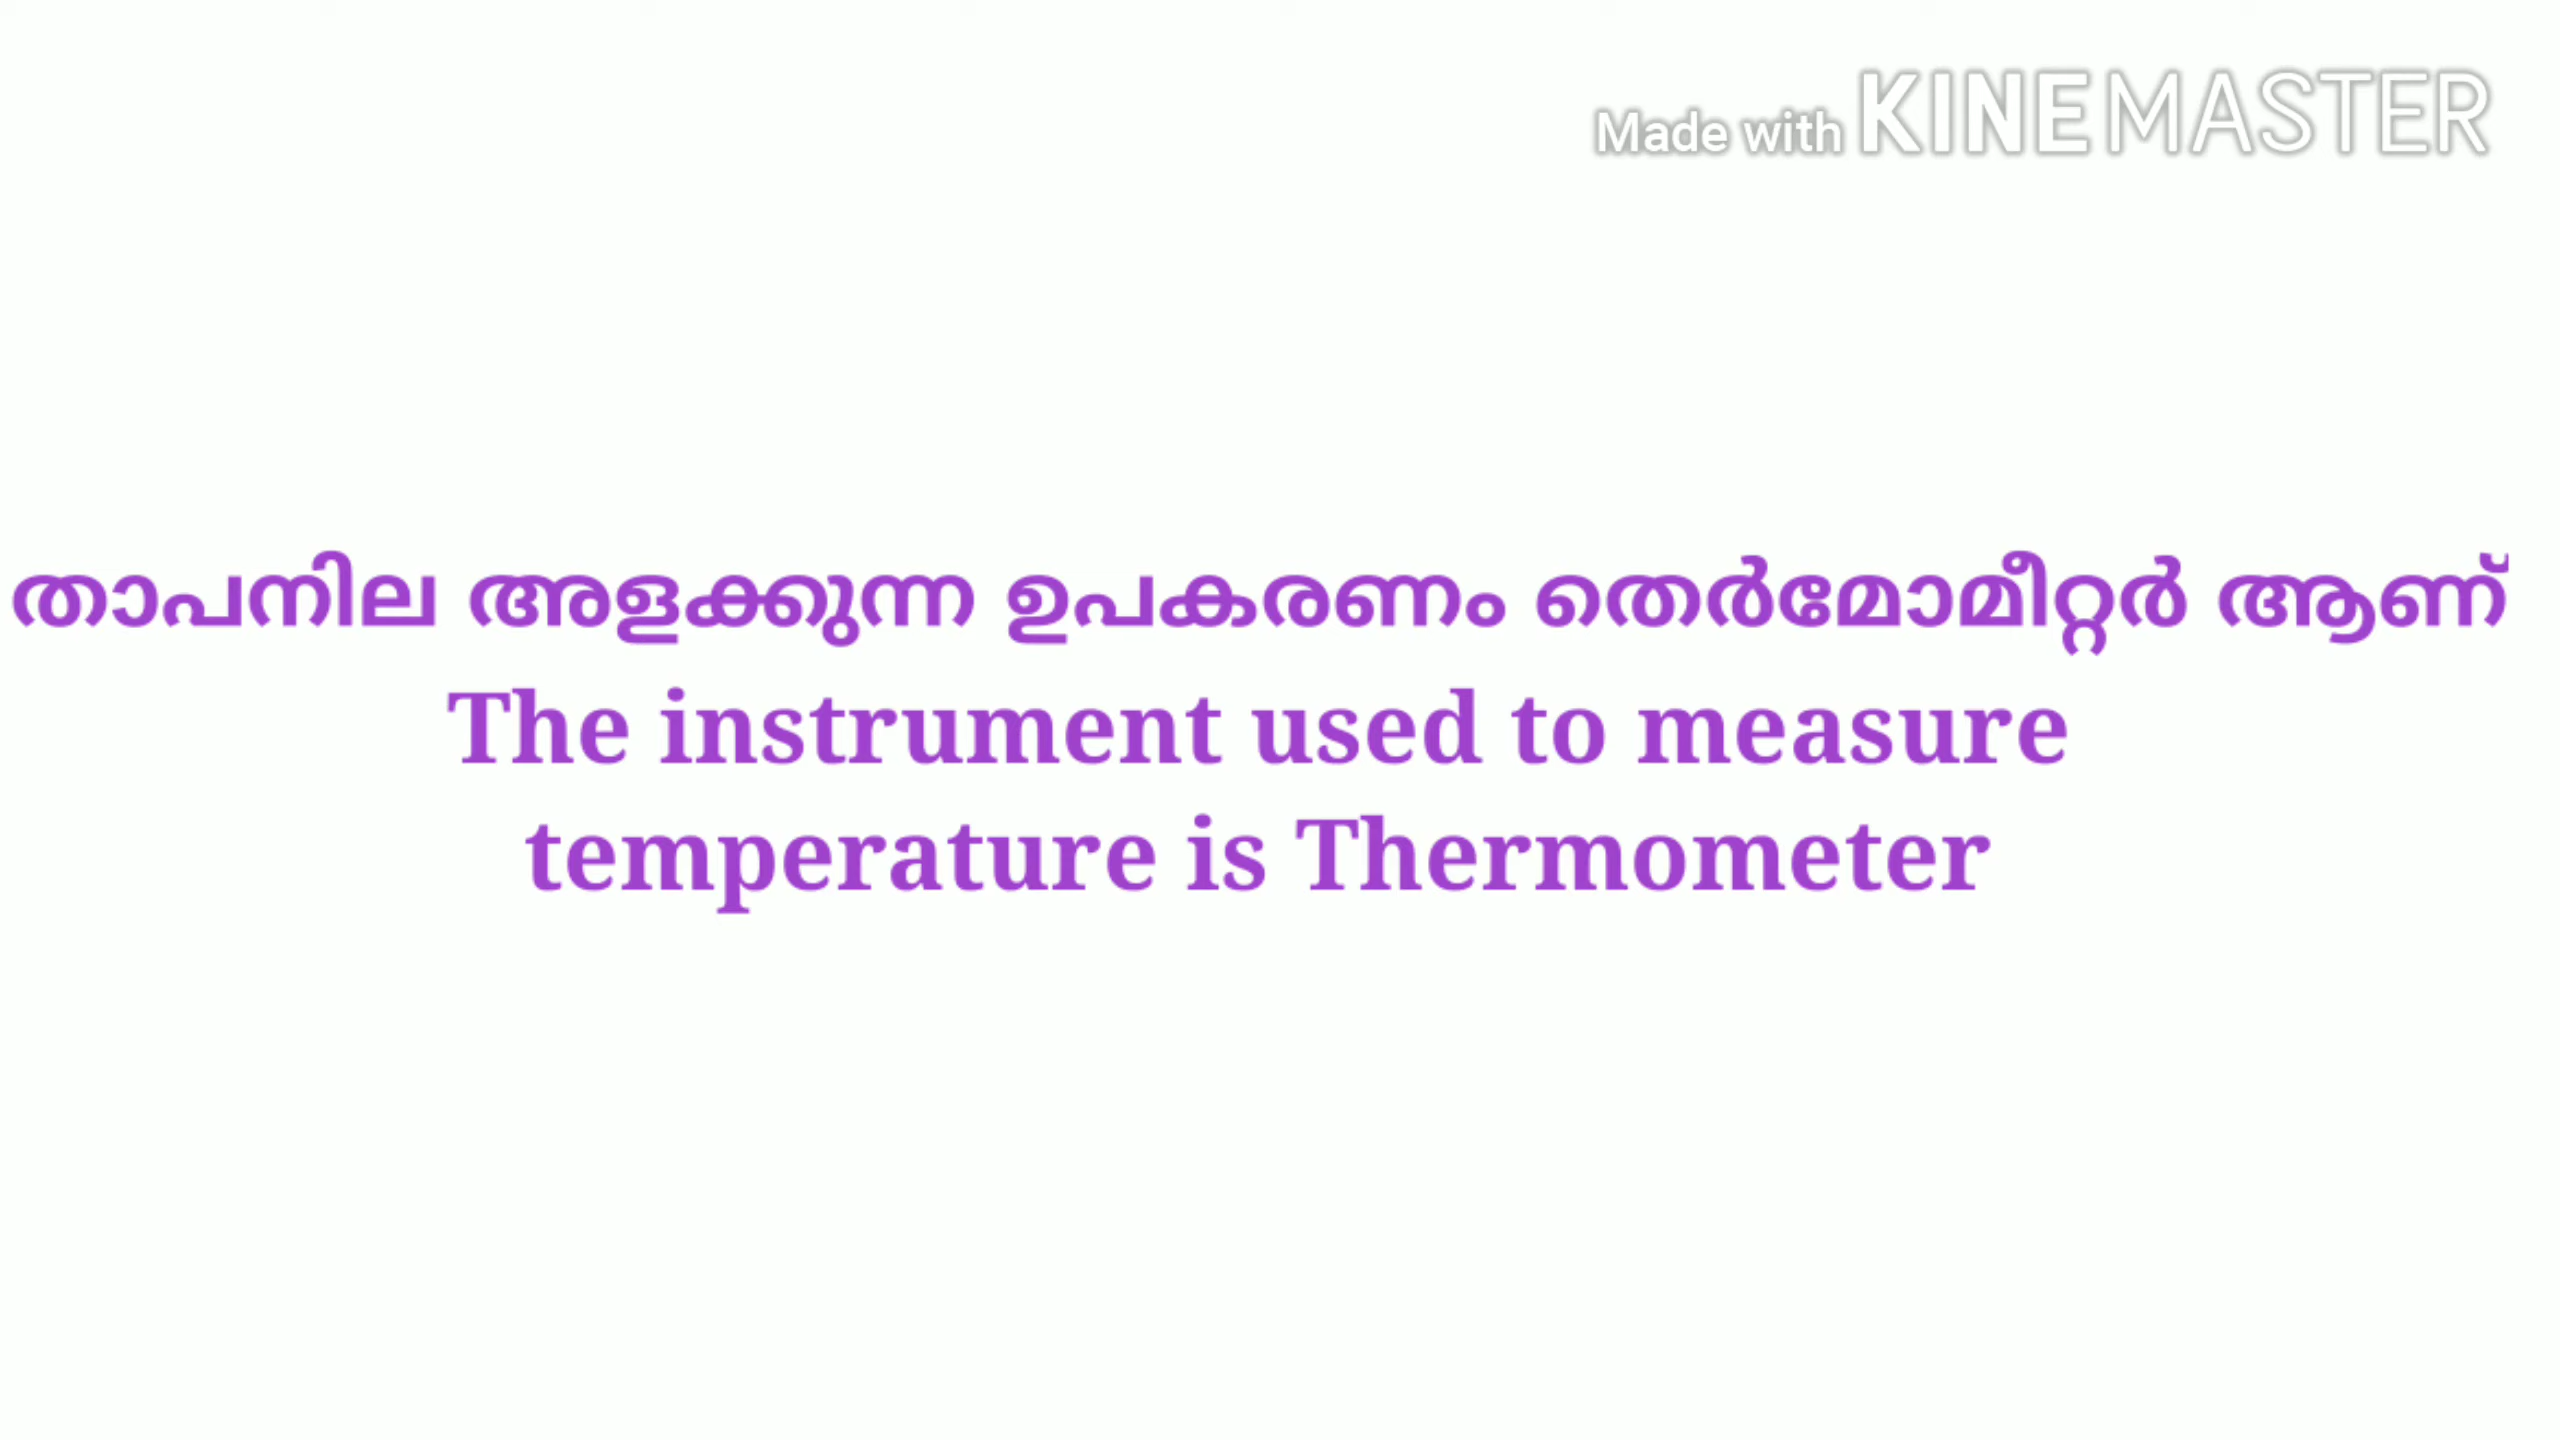 Made with KINEMASTER
താപനില അളക്കുന്ന ഉപകരണം തെർമോമീറ്റർ ആണ്
The instrument used to measure
temperature is Thermometer